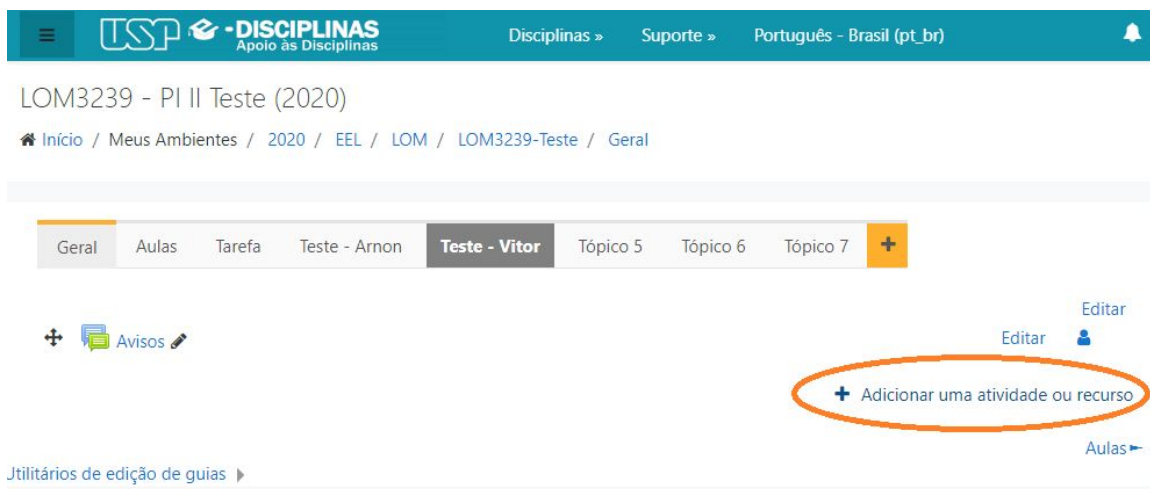 USP e-DISCIPLINAS
Apoio às Disciplinas
Disciplinas » Suporte » Português - Brasil (pt_br)
LOM3239 - PI II Teste (2020)
Início / Meus Ambientes / 2020 / EEL / LOM / LOM3239-Teste / Geral
Geral Aulas Tarefa Teste - Arnon Teste - Vitor Tópico 5 Tópico 6 Tópico 7 +
Editar
Avisos Editar
+ Adicionar uma atividade ou recurso
Aulas
Utilitários de edição de guias